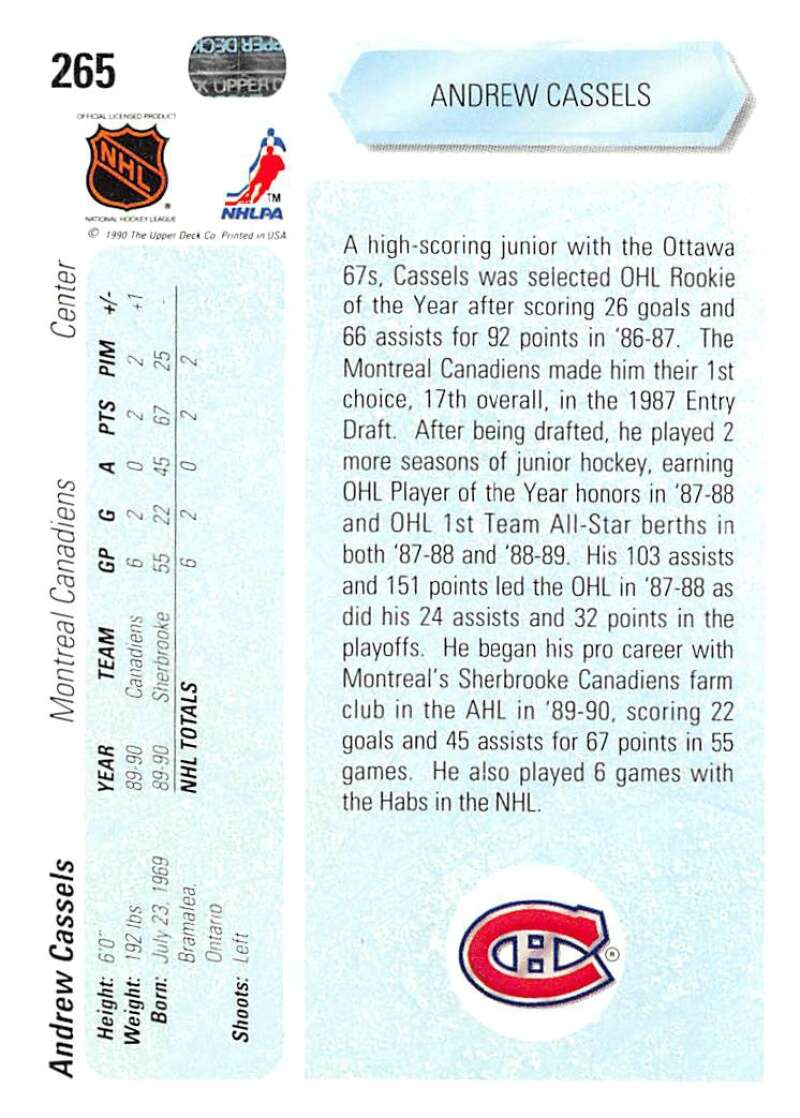 265
UPPER DECK
UPPER D
ANDREW CASSELS
OFFICIAL LICENSED PRODUCT
NHL
®
NATIONAL HOCKEY LEAGUE
TM
NHLPA
© 1990 The Upper Deck Co. Printed in USA
A high-scoring junior with the Ottawa
67s, Cassels was selected OHL Rookie
of the Year after scoring 26 goals and
66 assists for 92 points in '86-87. The
Montreal Canadiens made him their 1st
choice, 17th overall, in the 1987 Entry
Draft. After being drafted, he played 2
more seasons of junior hockey, earning
OHL Player of the Year honors in '87-88
and OHL 1st Team All-Star berths in
both '87-88 and '88-89. His 103 assists
and 151 points led the OHL in '87-88 as
did his 24 assists and 32 points in the
playoffs. He began his pro career with
Montreal's Sherbrooke Canadiens farm
club in the AHL in '89-90, scoring 22
goals and 45 assists for 67 points in 55
games. He also played 6 games with
the Habs in the NHL.
®
Andrew Cassels Montreal Canadiens Center
Height: 6'0"
Weight: 192 lbs
Born: July 23, 1969
Bramalea,
Ontario
Shoots: Left
YEAR TEAM GP G A PTS PIM +/-
89-90 Canadiens 6 2 0 2 2 +1
89-90 Sherbrooke 55 22 45 67 25 -
NHL TOTALS 6 2 0 2 2